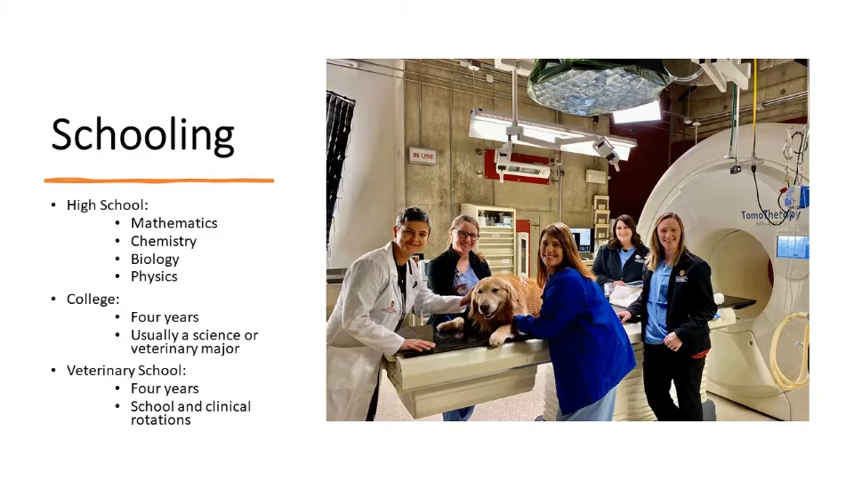 Schooling
• High School:
• Mathematics
• Chemistry
• Biology
• Physics
• College:
• Four years
• Usually a science or
veterinary major
• Veterinary School:
• Four years
• School and clinical
rotations
IN USE
TomoTherapy